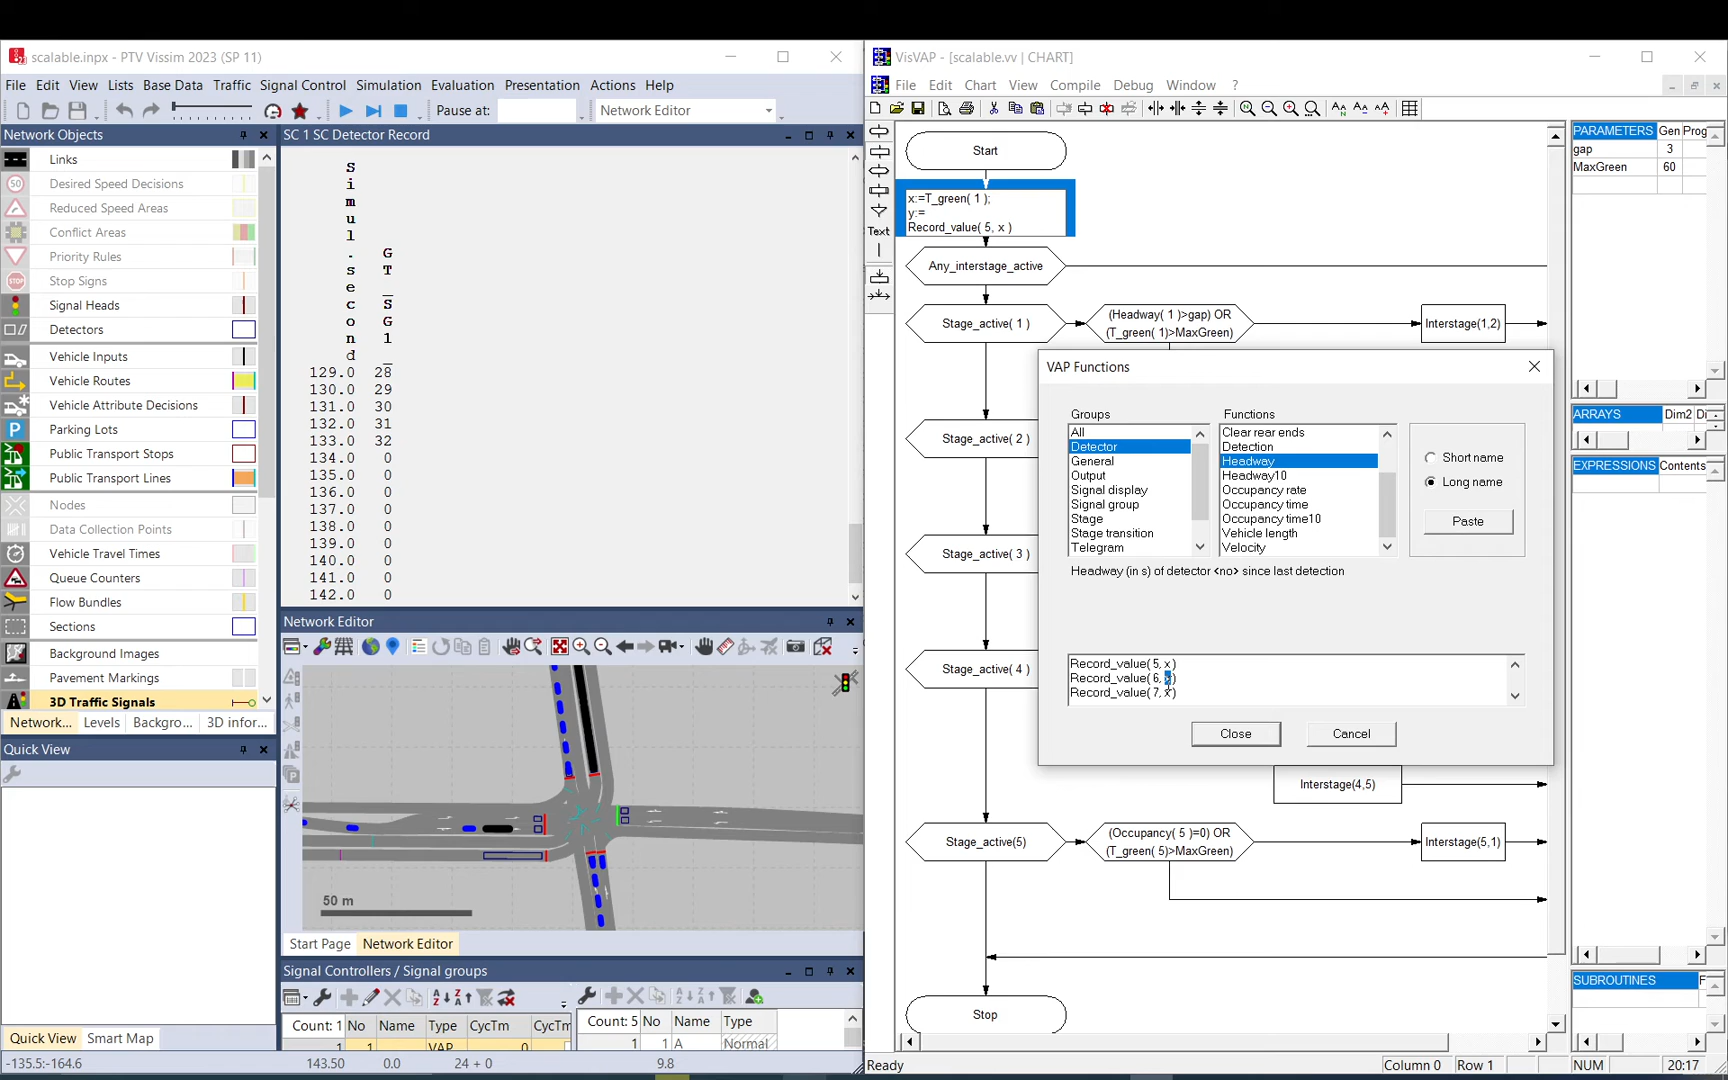 scalable.inpx - PTV Vissim 2023 (SP 11)
File Edit View Lists Base Data Traffic Signal Control Simulation Evaluation Presentation Actions Help
Pause at:
Network Editor
Network Objects
Links
Desired Speed Decisions
Reduced Speed Areas
Conflict Areas
Priority Rules
Stop Signs
Signal Heads
Detectors
Vehicle Inputs
Vehicle Routes
Vehicle Attribute Decisions
Parking Lots
Public Transport Stops
Public Transport Lines
Nodes
Data Collection Points
Vehicle Travel Times
Queue Counters
Flow Bundles
Sections
Background Images
Pavement Markings
3D Traffic Signals
Network... Levels Backgro... 3D infor...
Quick View
Quick View Smart Map
-135.5:-164.6 143.50 0.0 24 + 0 9.8
SC 1 SC Detector Record
S
i
m
u
l
. G
s T
e _
c S
o G
n 1
d _
129.0 28
130.0 29
131.0 30
132.0 31
133.0 32
134.0 0
135.0 0
136.0 0
137.0 0
138.0 0
139.0 0
140.0 0
141.0 0
142.0 0
Network Editor
50 m
Start Page Network Editor
Signal Controllers / Signal groups
Count: 1 No Name Type CycTm CycTm
1 1 VAP 0
Count: 5 No Name Type
1 1 A Normal
VisVAP - [scalable.vv | CHART]
File Edit Chart View Compile Debug Window ?
Text
Start
x:=T_green( 1 );
y:=
Record_value( 5, x )
Any_interstage_active
Stage_active( 1 )
(Headway( 1 )>gap) OR
(T_green( 1)>MaxGreen)
Interstage(1,2)
Stage_active( 2 )
Stage_active( 3 )
Stage_active( 4 )
Interstage(4,5)
Stage_active(5)
(Occupancy( 5 )=0) OR
(T_green( 5)>MaxGreen)
Interstage(5,1)
Stop
VAP Functions
Groups
All
Detector
General
Output
Signal display
Signal group
Stage
Stage transition
Telegram
Functions
Clear rear ends
Detection
Headway
Headway10
Occupancy rate
Occupancy time
Occupancy time10
Vehicle length
Velocity
Short name
Long name
Paste
Headway (in s) of detector <no> since last detection
Record_value( 5, x )
Record_value( 6, x )
Record_value( 7, x )
Close Cancel
PARAMETERS Gen Prog
gap 3
MaxGreen 60
ARRAYS Dim2 Di
EXPRESSIONS Contents
SUBROUTINES F
Ready Column 0 Row 1 NUM 20:17